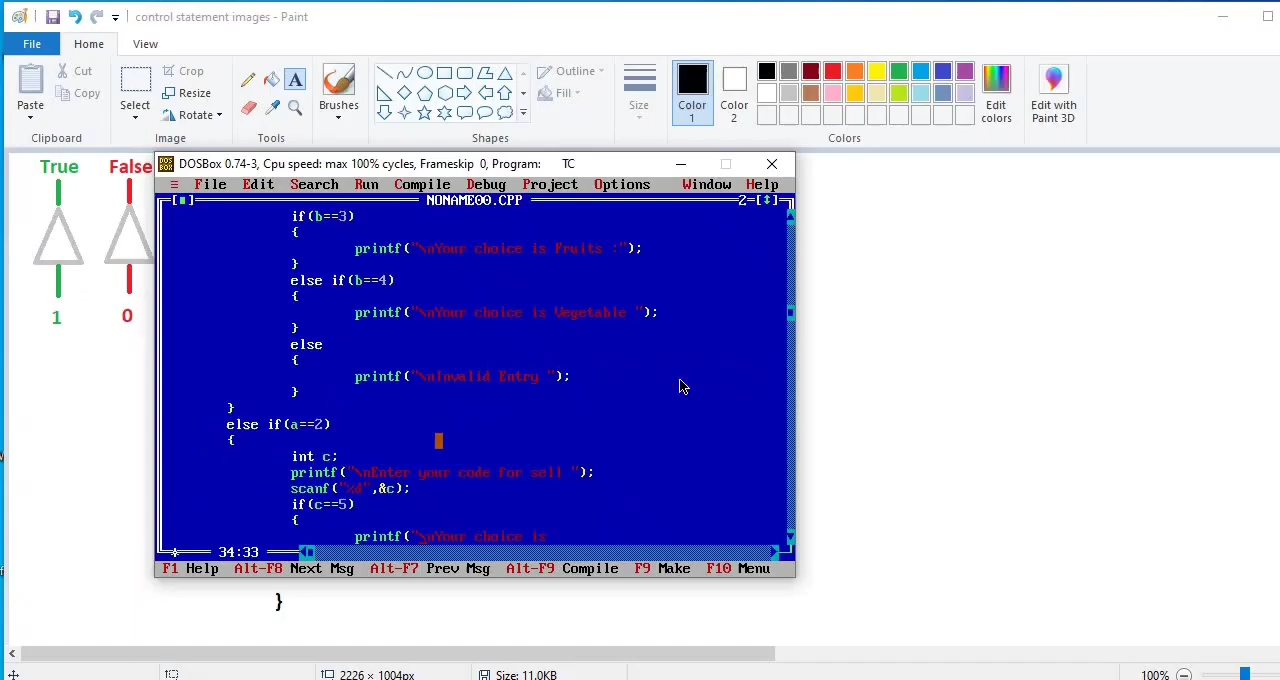 control statement images - Paint
File Home View
Paste
Cut
Copy
Clipboard
Select
Crop
Resize
Rotate
Image
A
Tools
Brushes
Shapes
Outline
Fill
Size
Color 1
Color 2
Colors
Edit colors
Edit with Paint 3D
True False
1 0
DOSBox 0.74-3, Cpu speed: max 100% cycles, Frameskip 0, Program: TC
≡ File Edit Search Run Compile Debug Project Options Window Help
NONAME00.CPP 2=[↕]
if(b==3)
{
printf("\nYour choice is Fruits :");
}
else if(b==4)
{
printf("\nYour choice is Vegetable ");
}
else
{
printf("\nInvalid Entry ");
}
}
else if(a==2)
{
int c;
printf("\nEnter your code for sell ");
scanf("%d",&c);
if(c==5)
{
printf("\nYour choice is
34:33
F1 Help Alt-F8 Next Msg Alt-F7 Prev Msg Alt-F9 Compile F9 Make F10 Menu
}
2226 × 1004px
Size: 11.0KB
100%